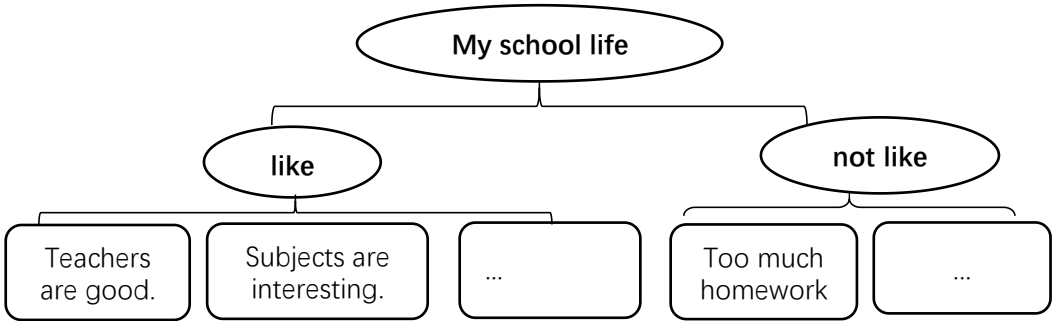 My school life
like
not like
Teachers
are good.
Subjects are
interesting.
...
Too much
homework
...